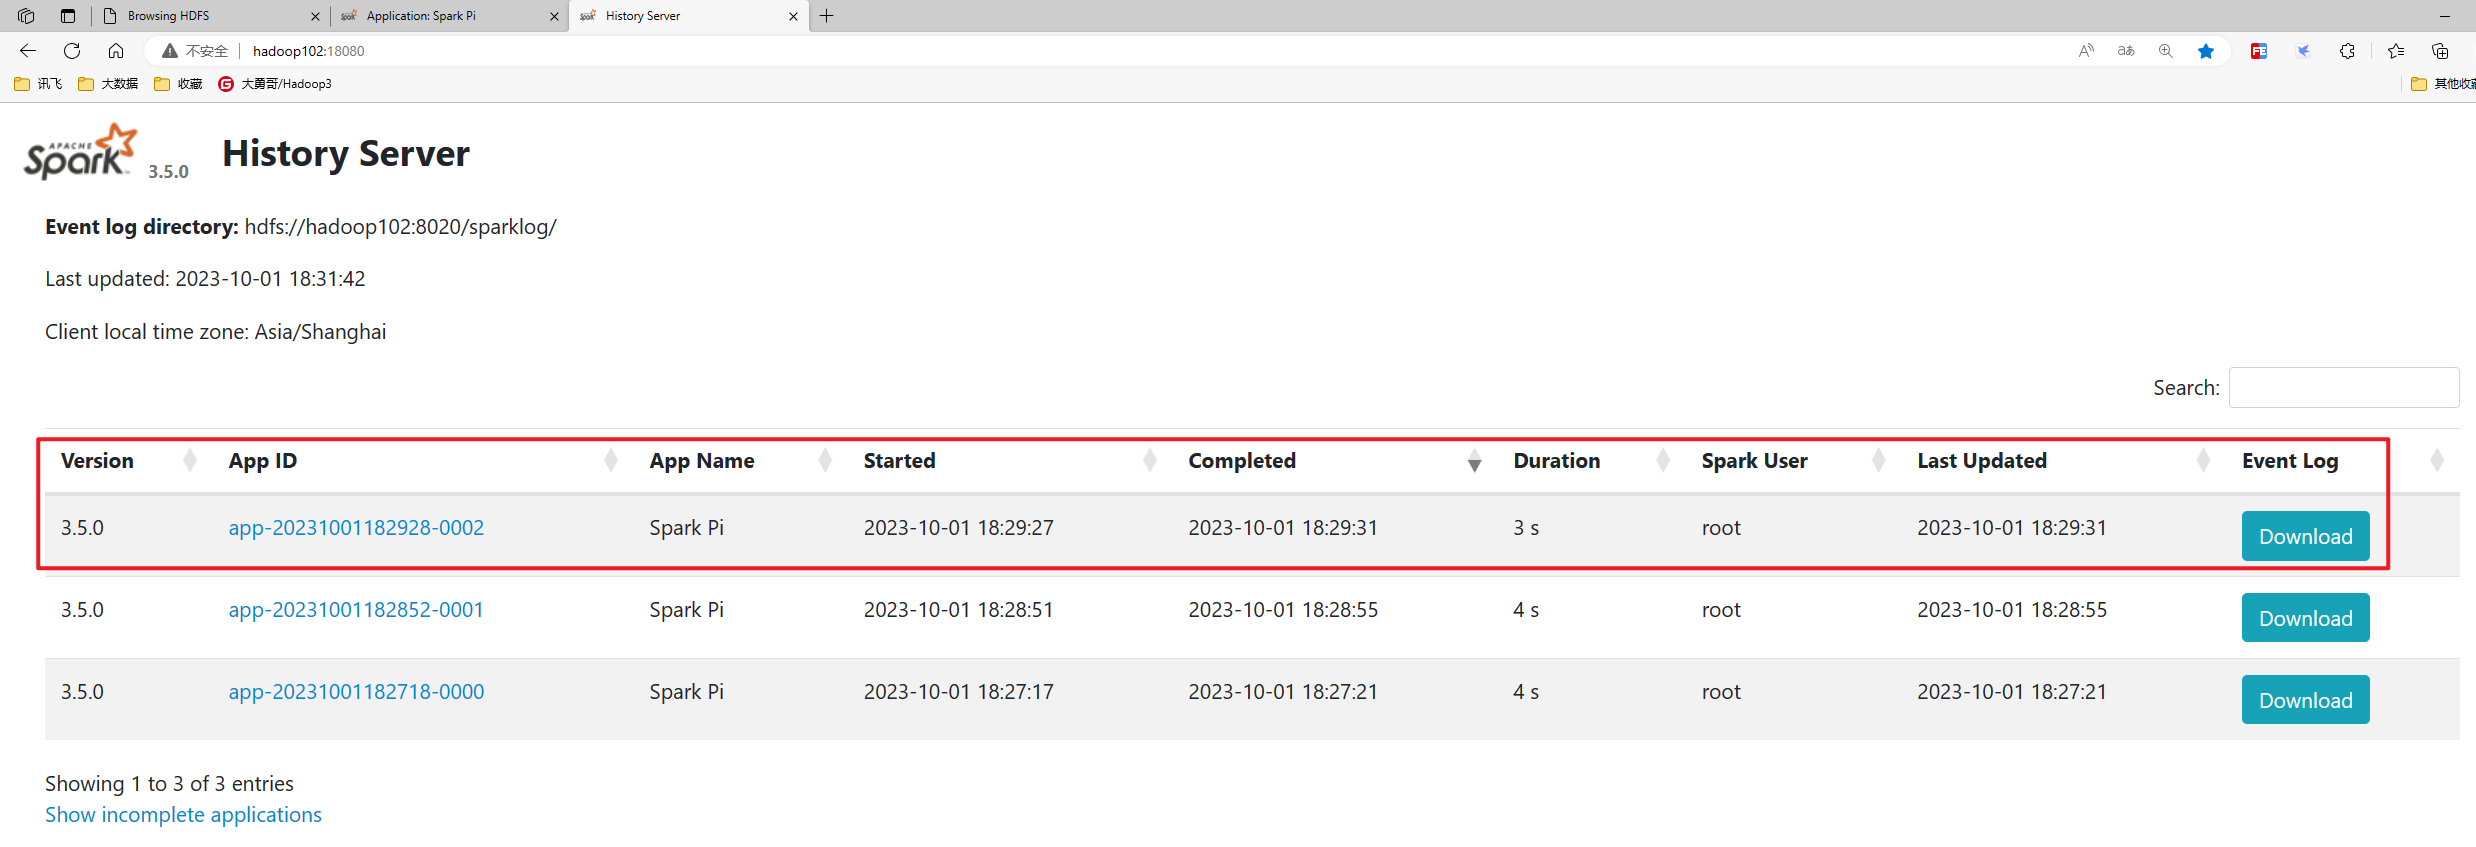 Browsing HDFS
Application: Spark Pi
History Server
不安全 hadoop102:18080
讯飞 大数据 收藏 大勇哥/Hadoop3 其他收藏
APACHE Spark 3.5.0 History Server
Event log directory: hdfs://hadoop102:8020/sparklog/
Last updated: 2023-10-01 18:31:42
Client local time zone: Asia/Shanghai
Search:
Version App ID App Name Started Completed Duration Spark User Last Updated Event Log
3.5.0 app-20231001182928-0002 Spark Pi 2023-10-01 18:29:27 2023-10-01 18:29:31 3 s root 2023-10-01 18:29:31 Download
3.5.0 app-20231001182852-0001 Spark Pi 2023-10-01 18:28:51 2023-10-01 18:28:55 4 s root 2023-10-01 18:28:55 Download
3.5.0 app-20231001182718-0000 Spark Pi 2023-10-01 18:27:17 2023-10-01 18:27:21 4 s root 2023-10-01 18:27:21 Download
Showing 1 to 3 of 3 entries
Show incomplete applications